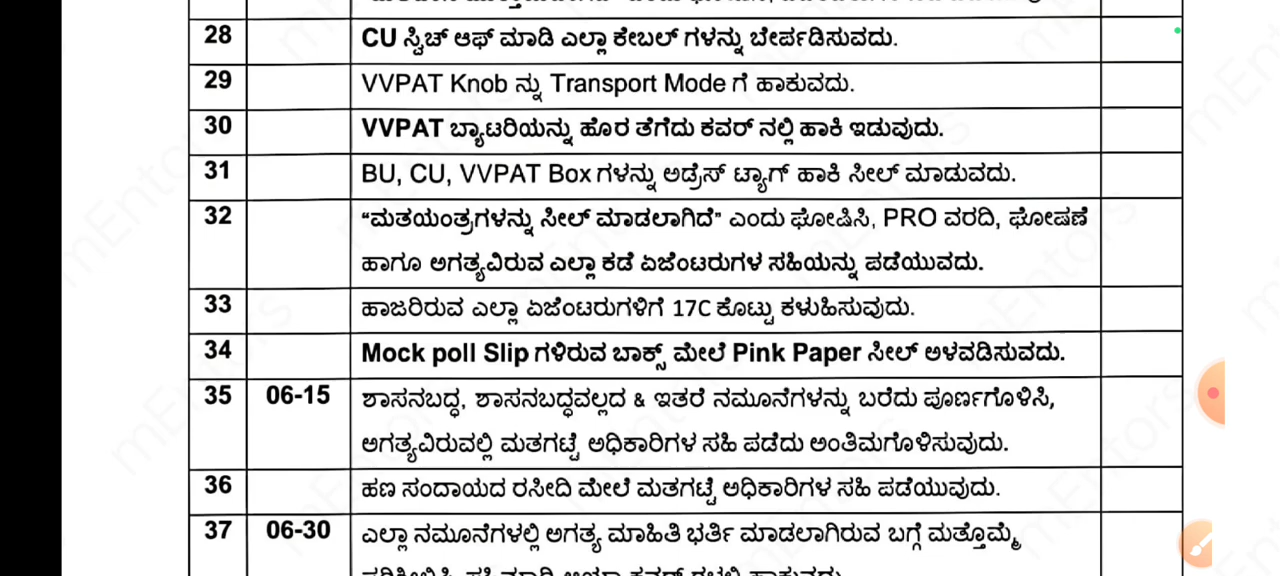 28 CU ಸ್ವಿಚ್ ಆಫ್ ಮಾಡಿ ಎಲ್ಲಾ ಕೇಬಲ್ ಗಳನ್ನು ಬೇರ್ಪಡಿಸುವದು.
29 VVPAT Knob ನ್ನು Transport Mode ಗೆ ಹಾಕುವದು.
30 VVPAT ಬ್ಯಾಟರಿಯನ್ನು ಹೊರ ತೆಗೆದು ಕವರ್ ನಲ್ಲಿ ಹಾಕಿ ಇಡುವುದು.
31 BU, CU, VVPAT Box ಗಳನ್ನು ಅಡ್ರೆಸ್ ಟ್ಯಾಗ್ ಹಾಕಿ ಸೀಲ್ ಮಾಡುವದು.
32 “ಮತಯಂತ್ರಗಳನ್ನು ಸೀಲ್ ಮಾಡಲಾಗಿದೆ” ಎಂದು ಘೋಷಿಸಿ, PRO ವರದಿ, ಘೋಷಣೆ
ಹಾಗೂ ಅಗತ್ಯವಿರುವ ಎಲ್ಲಾ ಕಡೆ ಏಜೆಂಟರುಗಳ ಸಹಿಯನ್ನು ಪಡೆಯುವದು.
33 ಹಾಜರಿರುವ ಎಲ್ಲಾ ಏಜೆಂಟರುಗಳಿಗೆ 17C ಕೊಟ್ಟು ಕಳುಹಿಸುವುದು.
34 Mock poll Slip ಗಳಿರುವ ಬಾಕ್ಸ್ ಮೇಲೆ Pink Paper ಸೀಲ್ ಅಳವಡಿಸುವದು.
35 06-15 ಶಾಸನಬದ್ಧ, ಶಾಸನಬದ್ಧವಲ್ಲದ & ಇತರೆ ನಮೂನೆಗಳನ್ನು ಬರೆದು ಪೂರ್ಣಗೊಳಿಸಿ,
ಅಗತ್ಯವಿರುವಲ್ಲಿ ಮತಗಟ್ಟೆ ಅಧಿಕಾರಿಗಳ ಸಹಿ ಪಡೆದು ಅಂತಿಮಗೊಳಿಸುವುದು.
36 ಹಣ ಸಂದಾಯದ ರಸೀದಿ ಮೇಲೆ ಮತಗಟ್ಟೆ ಅಧಿಕಾರಿಗಳ ಸಹಿ ಪಡೆಯುವುದು.
37 06-30 ಎಲ್ಲಾ ನಮೂನೆಗಳಲ್ಲಿ ಅಗತ್ಯ ಮಾಹಿತಿ ಭರ್ತಿ ಮಾಡಲಾಗಿರುವ ಬಗ್ಗೆ ಮತ್ತೊಮ್ಮೆ
mEntors